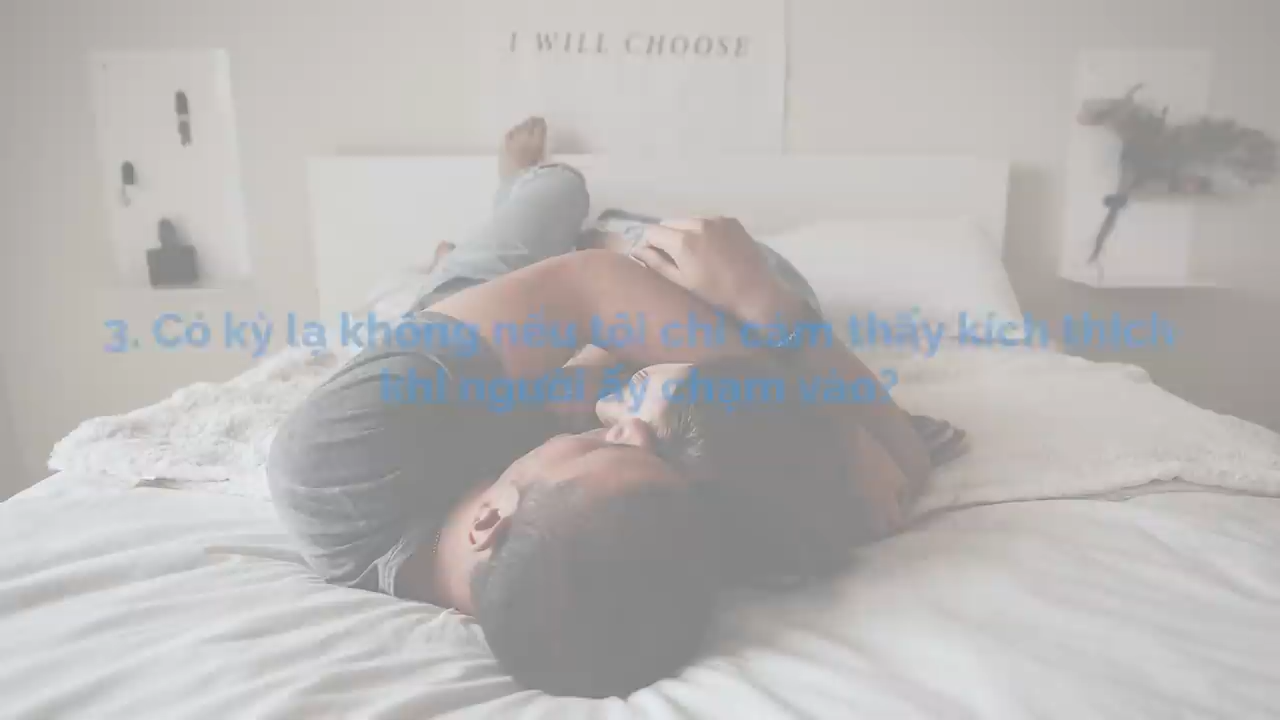 I WILL CHOOSE
3. Có kỳ lạ không nếu tôi chỉ cảm thấy kích thích
khi người ấy chạm vào?